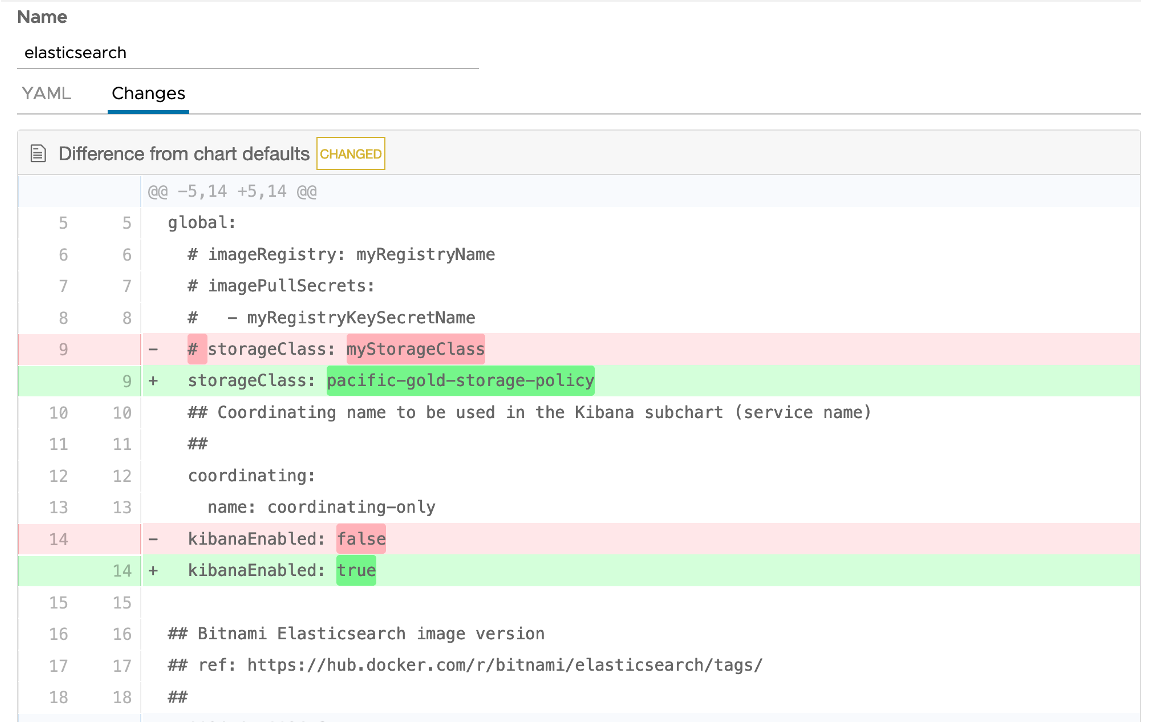 Name
elasticsearch
YAML Changes
Difference from chart defaults CHANGED
@@ -5,14 +5,14 @@
5 5 global:
6 6 # imageRegistry: myRegistryName
7 7 # imagePullSecrets:
8 8 #   - myRegistryKeySecretName
9 - # storageClass: myStorageClass
9 + storageClass: pacific-gold-storage-policy
10 10 ## Coordinating name to be used in the Kibana subchart (service name)
11 11 ##
12 12 coordinating:
13 13 name: coordinating-only
14 - kibanaEnabled: false
14 + kibanaEnabled: true
15 15
16 16 ## Bitnami Elasticsearch image version
17 17 ## ref: https://hub.docker.com/r/bitnami/elasticsearch/tags/
18 18 ##